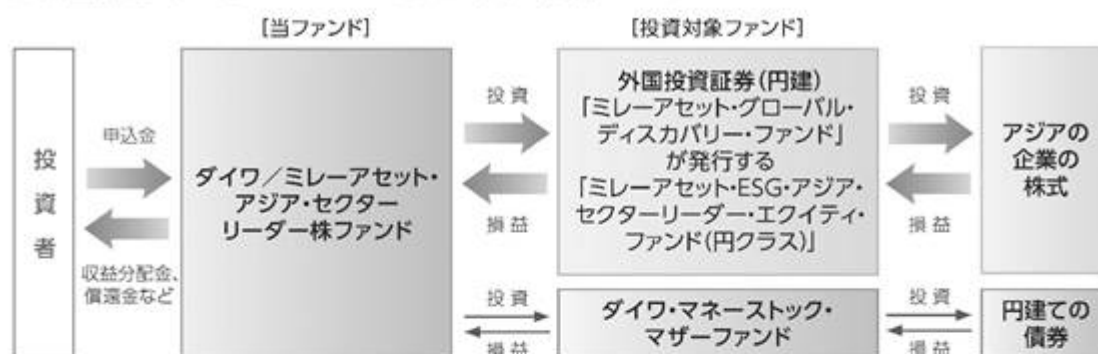 [当ファンド]
[投資対象ファンド]
投資者
申込金
収益分配金、
償還金など
ダイワ／ミレーアセット・
アジア・セクター
リーダー株ファンド
投資
損益
外国投資証券(円建)
「ミレーアセット・グローバル・
ディスカバリー・ファンド」
が発行する
「ミレーアセット・ESG・アジア・
セクターリーダー・エクイティ・
ファンド(円クラス)」
投資
損益
アジアの
企業の
株式
投資
損益
ダイワ・マネーストック・
マザーファンド
投資
損益
円建ての
債券